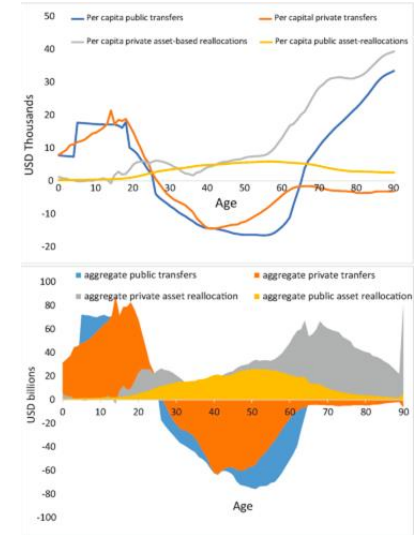 Per capita public transfers
Per capital private transfers
Per capita private asset-based reallocations
Per capita public asset-reallocations
50
40
30
20
10
0
-10
-20
USD Thousands
0 10 20 30 40 50 60 70 80 90
Age
aggregate public transfers
aggregate private tranfers
aggregate private asset reallocation
aggregate public asset reallocation
100
80
60
40
20
0
-20
-40
-60
-80
-100
USD billions
0 10 20 30 40 50 60 70 80 90
Age